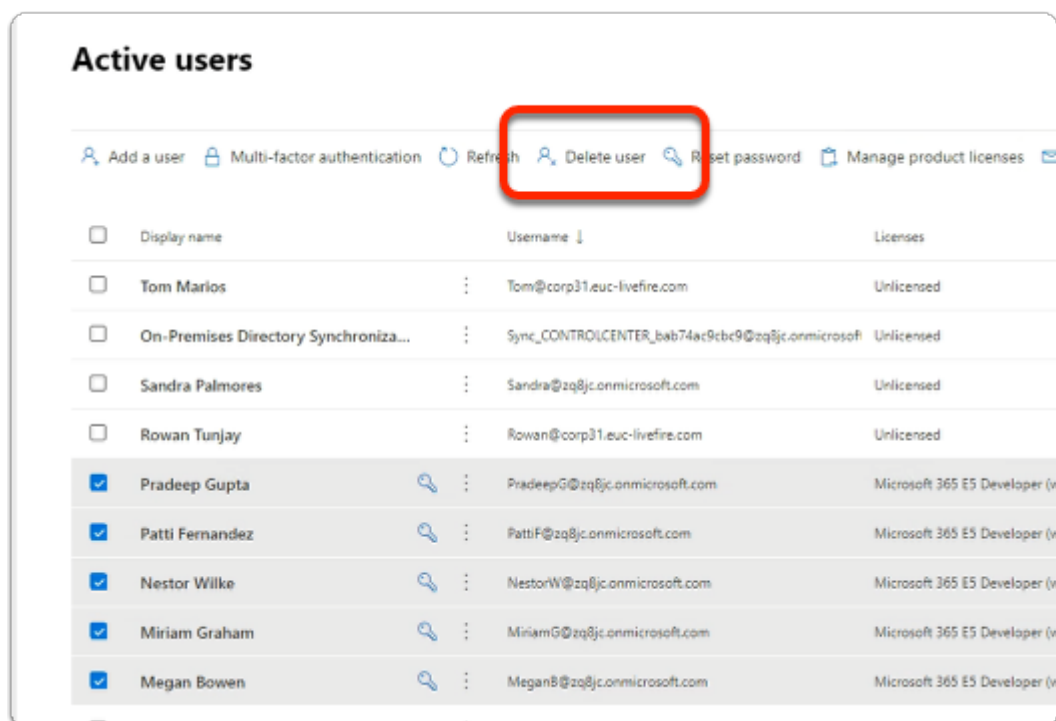 Active users
Add a user Multi-factor authentication Refresh Delete user Reset password Manage product licenses
Display name Username ↓ Licenses
Tom Marios Tom@corp31.euc-livefire.com Unlicensed
On-Premises Directory Synchroniza... Sync_CONTROLCENTER_bab74ac9cbc9@zq8jc.onmicrosoft Unlicensed
Sandra Palmores Sandra@zq8jc.onmicrosoft.com Unlicensed
Rowan Tunjay Rowan@corp31.euc-livefire.com Unlicensed
Pradeep Gupta PradeepG@zq8jc.onmicrosoft.com Microsoft 365 E5 Developer (w
Patti Fernandez PattiF@zq8jc.onmicrosoft.com Microsoft 365 E5 Developer (w
Nestor Wilke NestorW@zq8jc.onmicrosoft.com Microsoft 365 E5 Developer (w
Miriam Graham MiriamG@zq8jc.onmicrosoft.com Microsoft 365 E5 Developer (w
Megan Bowen MeganB@zq8jc.onmicrosoft.com Microsoft 365 E5 Developer (w